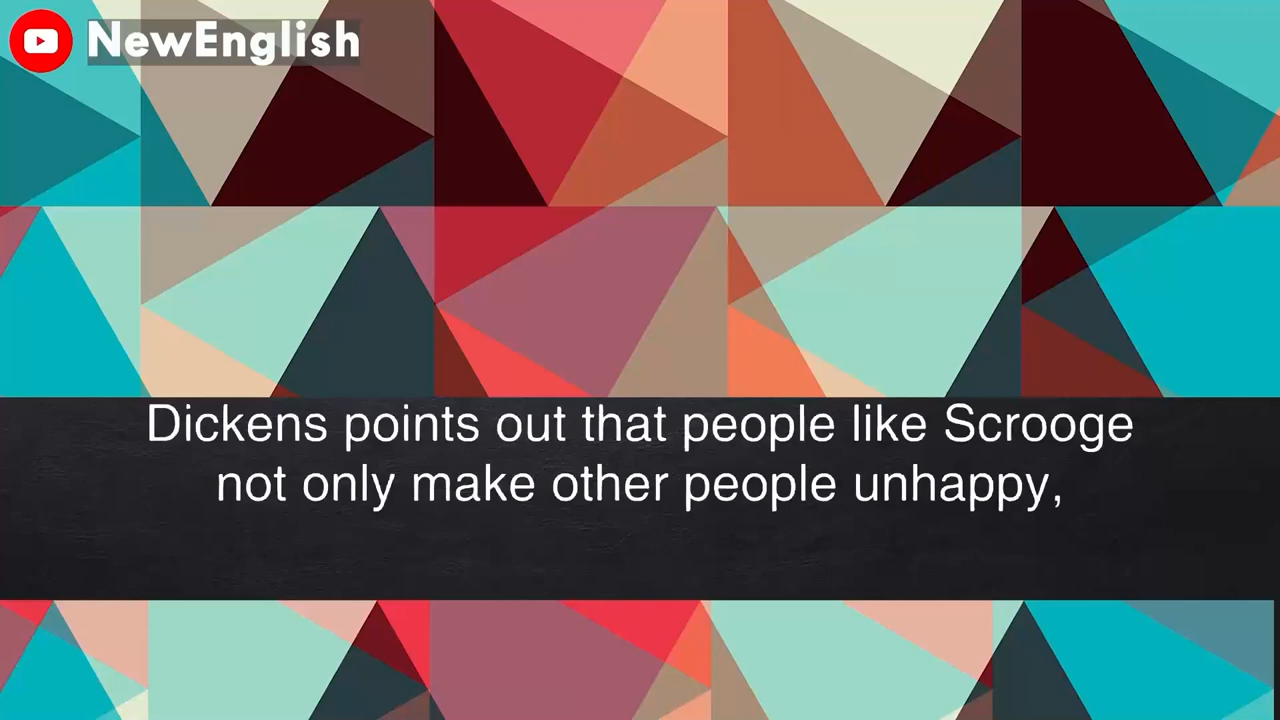 NewEnglish
Dickens points out that people like Scrooge
not only make other people unhappy,